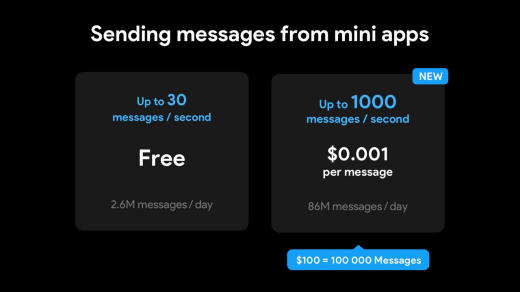 Sending messages from mini apps
NEW
Up to 30
messages / second
Free
2.6M messages / day
Up to 1000
messages / second
$0.001
per message
86M messages / day
$100 = 100 000 Messages